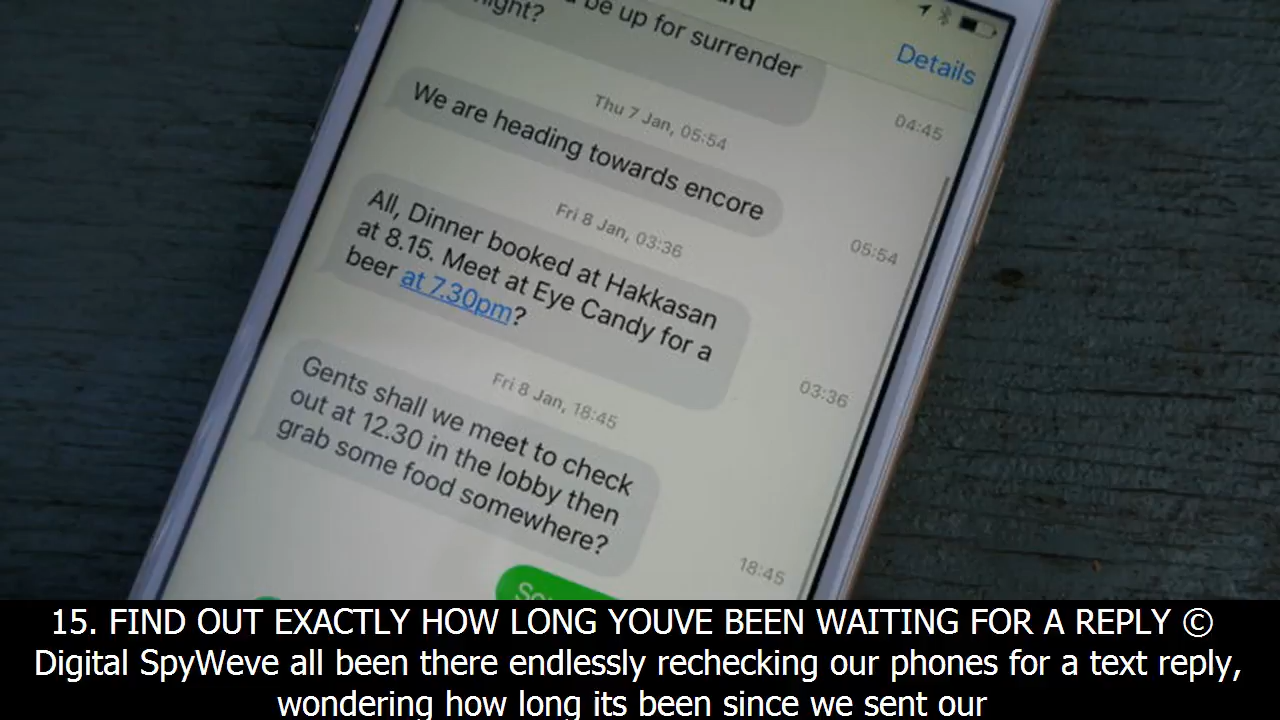 be up for surrender
night?
Details
Thu 7 Jan, 05:54
04:45
We are heading towards encore
Fri 8 Jan, 03:36
05:54
All, Dinner booked at Hakkasan
at 8.15. Meet at Eye Candy for a
beer at 7.30pm?
Fri 8 Jan, 18:45
03:36
Gents shall we meet to check
out at 12.30 in the lobby then
grab some food somewhere?
18:45
15. FIND OUT EXACTLY HOW LONG YOUVE BEEN WAITING FOR A REPLY ©
Digital SpyWeve all been there endlessly rechecking our phones for a text reply,
wondering how long its been since we sent our